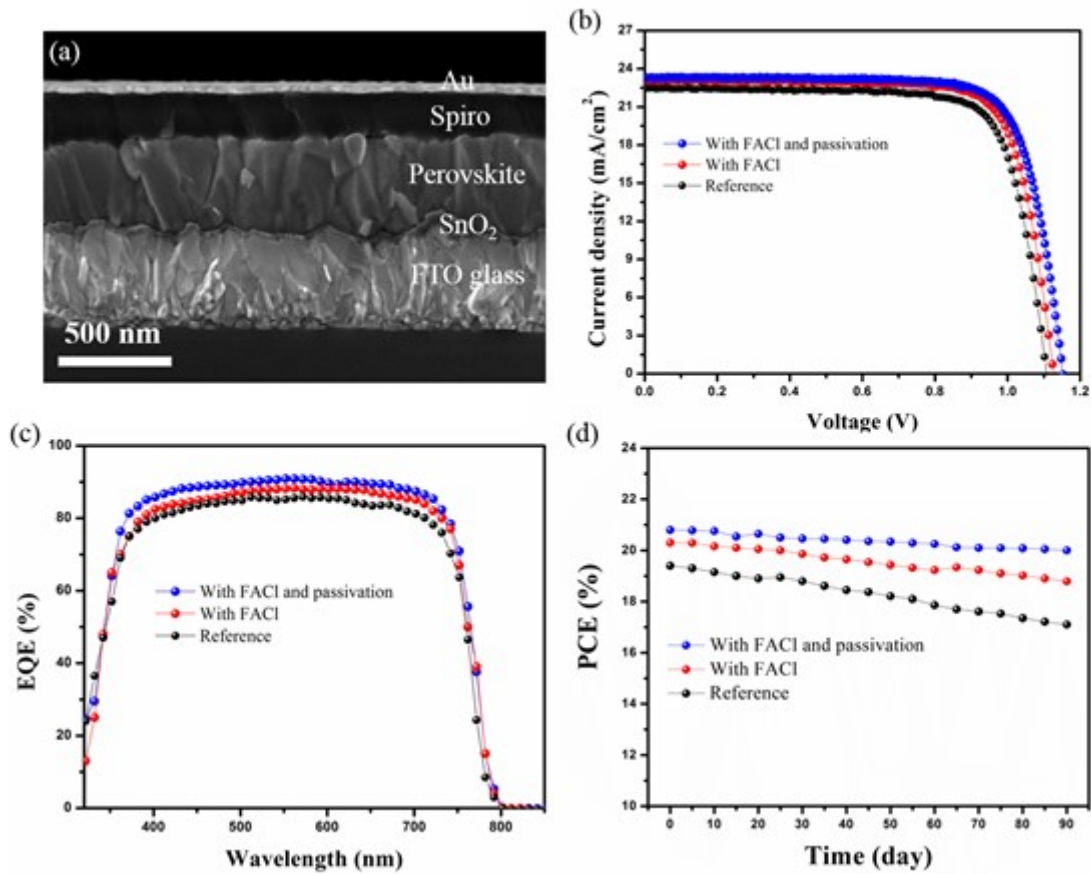 (a)
Au
Spiro
Perovskite
SnO₂
FTO glass
500 nm
(b)
Current density (mA/cm²)
27
24
21
18
15
12
9
6
3
0
With FACl and passivation
With FACl
Reference
0.0 0.2 0.4 0.6 0.8 1.0 1.2
Voltage (V)
(c)
EQE (%)
100
80
60
40
20
0
With FACl and passivation
With FACl
Reference
400 500 600 700 800
Wavelength (nm)
(d)
PCE (%)
24
22
20
18
16
14
12
10
With FACl and passivation
With FACl
Reference
0 10 20 30 40 50 60 70 80 90
Time (day)